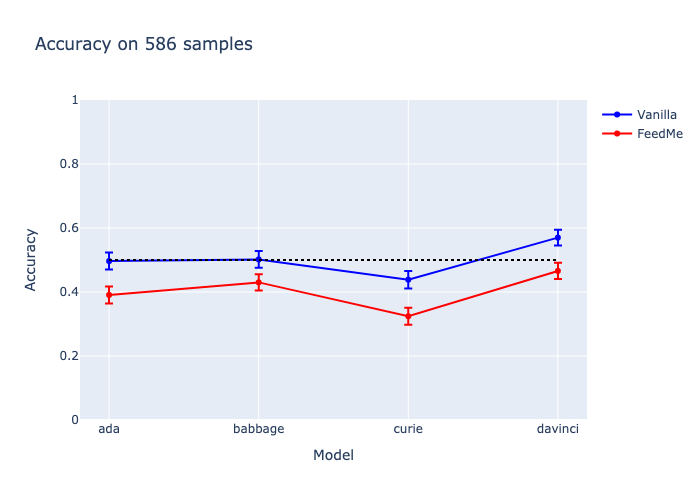 Accuracy on 586 samples
Vanilla
FeedMe
Accuracy
1
0.8
0.6
0.4
0.2
0
ada
babbage
curie
davinci
Model